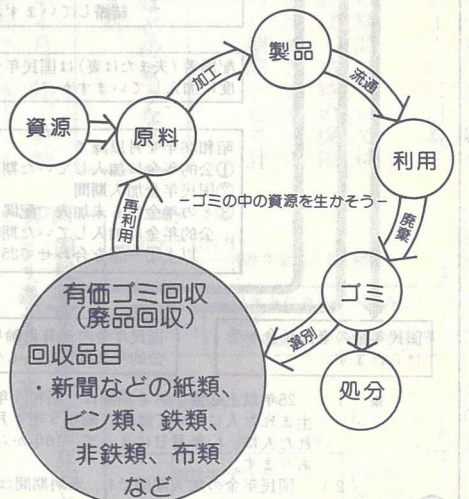 製品
加工
流通
資源
原料
利用
－ゴミの中の資源を生かそう－
再利用
廃棄
ゴミ
選別
処分
有価ゴミ回収
（廃品回収）
回収品目
・新聞などの紙類、
ビン類、鉄類、
非鉄類、布類
など